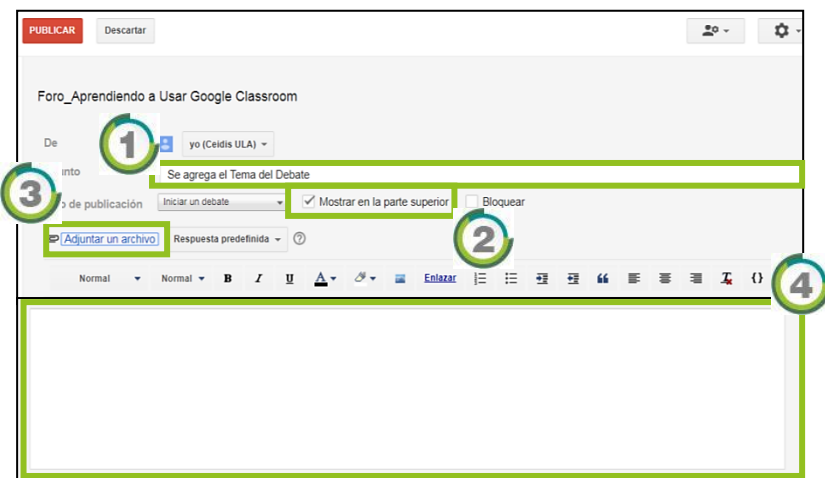 PUBLICAR Descartar
Foro_Aprendiendo a Usar Google Classroom
De 1 yo (Ceidis ULA)
unto Se agrega el Tema del Debate
3 o de publicación Iniciar un debate Mostrar en la parte superior Bloquear
2
Adjuntar un archivo Respuesta predefinida ?
Normal Normal B I U A Enlazar {} 4